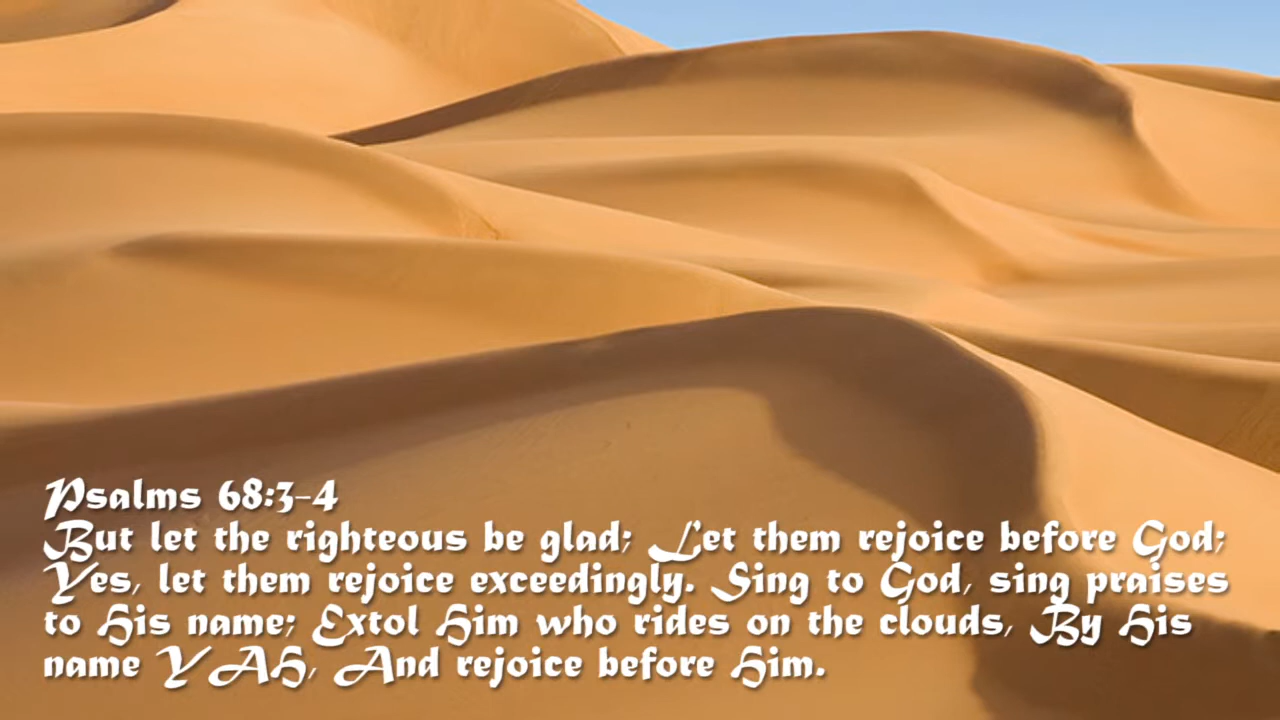 Psalms 68:3-4
But let the righteous be glad; Let them rejoice before God;
Yes, let them rejoice exceedingly. Sing to God, sing praises
to His name; Extol Him who rides on the clouds, By His
name YAH, And rejoice before Him.